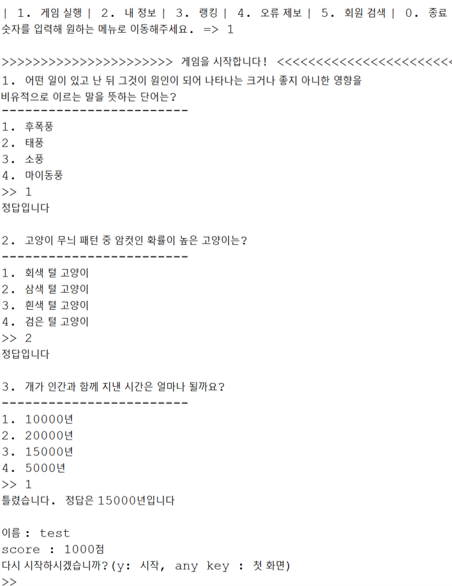 | 1. 게임 실행 | 2. 내 정보 | 3. 랭킹 | 4. 오류 제보 | 5. 회원 검색 | 0. 종료
숫자를 입력해 원하는 메뉴로 이동해주세요. => 1
>>>>>>>>>>>>>>>>>>>>>> 게임을 시작합니다! <<<<<<<<<<<<<<<<<<<<<<<
1. 어떤 일이 있고 난 뒤 그것이 원인이 되어 나타나는 크거나 좋지 아니한 영향을
비유적으로 이르는 말을 뜻하는 단어는?
------------------------
1. 후폭풍
2. 태풍
3. 소풍
4. 마이동풍
>> 1
정답입니다
2. 고양이 무늬 패턴 중 암컷인 확률이 높은 고양이는?
------------------------
1. 회색 털 고양이
2. 삼색 털 고양이
3. 흰색 털 고양이
4. 검은 털 고양이
>> 2
정답입니다
3. 개가 인간과 함께 지낸 시간은 얼마나 될까요?
------------------------
1. 10000년
2. 20000년
3. 15000년
4. 5000년
>> 1
틀렸습니다. 정답은 15000년입니다
이름 : test
score : 1000점
다시 시작하시겠습니까?(y: 시작, any key : 첫 화면)
>>